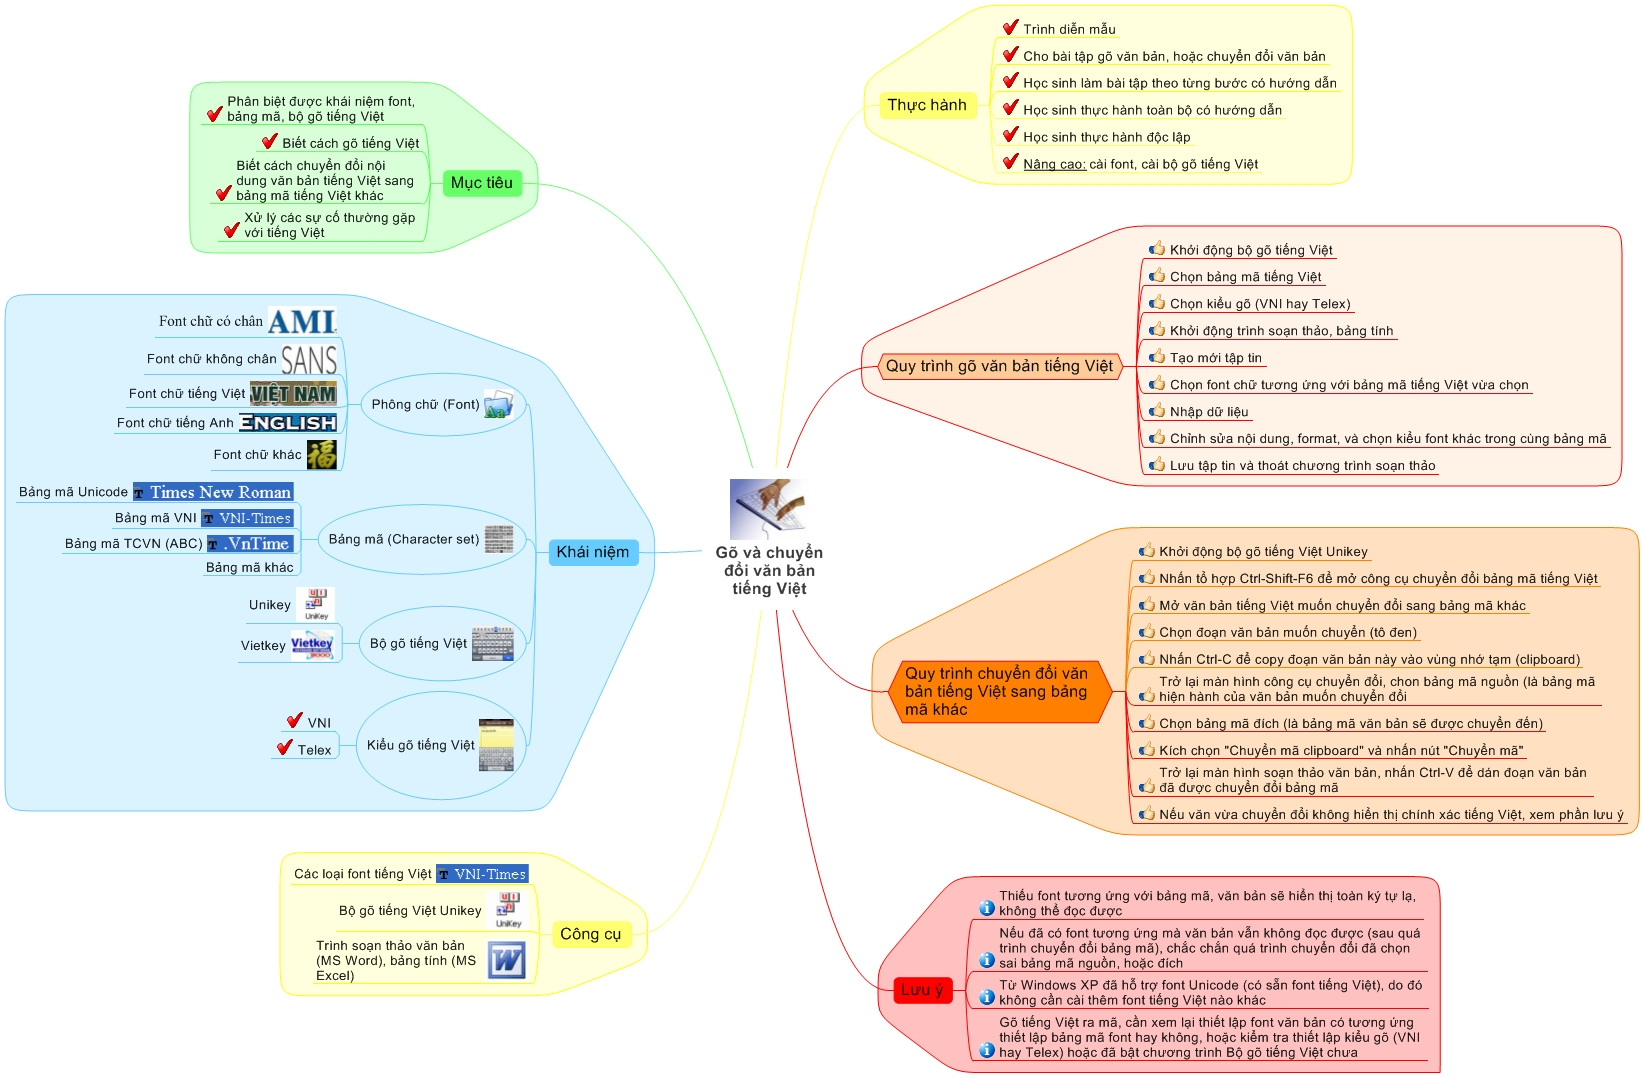 Gõ và chuyển
đổi văn bản
tiếng Việt
Mục tiêu
Phân biệt được khái niệm font,
bảng mã, bộ gõ tiếng Việt
Biết cách gõ tiếng Việt
Biết cách chuyển đổi nội
dung văn bản tiếng Việt sang
bảng mã tiếng Việt khác
Xử lý các sự cố thường gặp
với tiếng Việt
Khái niệm
Phông chữ (Font)
Font chữ có chân
AMI
Font chữ không chân
SANS
Font chữ tiếng Việt
VIỆT NAM
Font chữ tiếng Anh
ENGLISH
Font chữ khác
福
Bảng mã (Character set)
Bảng mã Unicode
Times New Roman
Bảng mã VNI
VNI-Times
Bảng mã TCVN (ABC)
.VnTime
Bảng mã khác
Bộ gõ tiếng Việt
Unikey
UniKey
Vietkey
Vietkey
Kiểu gõ tiếng Việt
VNI
Telex
Công cụ
Các loại font tiếng Việt
VNI-Times
Bộ gõ tiếng Việt Unikey
UniKey
Trình soạn thảo văn bản
(MS Word), bảng tính (MS
Excel)
Thực hành
Trình diễn mẫu
Cho bài tập gõ văn bản, hoặc chuyển đổi văn bản
Học sinh làm bài tập theo từng bước có hướng dẫn
Học sinh thực hành toàn bộ có hướng dẫn
Học sinh thực hành độc lập
Nâng cao: cài font, cài bộ gõ tiếng Việt
Quy trình gõ văn bản tiếng Việt
Khởi động bộ gõ tiếng Việt
Chọn bảng mã tiếng Việt
Chọn kiểu gõ (VNI hay Telex)
Khởi động trình soạn thảo, bảng tính
Tạo mới tập tin
Chọn font chữ tương ứng với bảng mã tiếng Việt vừa chọn
Nhập dữ liệu
Chỉnh sửa nội dung, format, và chọn kiểu font khác trong cùng bảng mã
Lưu tập tin và thoát chương trình soạn thảo
Quy trình chuyển đổi văn
bản tiếng Việt sang bảng
mã khác
Khởi động bộ gõ tiếng Việt Unikey
Nhấn tổ hợp Ctrl-Shift-F6 để mở công cụ chuyển đổi bảng mã tiếng Việt
Mở văn bản tiếng Việt muốn chuyển đổi sang bảng mã khác
Chọn đoạn văn bản muốn chuyển (tô đen)
Nhấn Ctrl-C để copy đoạn văn bản này vào vùng nhớ tạm (clipboard)
Trở lại màn hình công cụ chuyển đổi, chon bảng mã nguồn (là bảng mã
hiện hành của văn bản muốn chuyển đổi
Chọn bảng mã đích (là bảng mã văn bản sẽ được chuyển đến)
Kích chọn "Chuyển mã clipboard" và nhấn nút "Chuyển mã"
Trở lại màn hình soạn thảo văn bản, nhấn Ctrl-V để dán đoạn văn bản
đã được chuyển đổi bảng mã
Nếu văn vừa chuyển đổi không hiển thị chính xác tiếng Việt, xem phần lưu ý
Lưu ý
Thiếu font tương ứng với bảng mã, văn bản sẽ hiển thị toàn ký tự lạ,
không thể đọc được
Nếu đã có font tương ứng mà văn bản vẫn không đọc được (sau quá
trình chuyển đổi bảng mã), chắc chắn quá trình chuyển đổi đã chọn
sai bảng mã nguồn, hoặc đích
Từ Windows XP đã hỗ trợ font Unicode (có sẵn font tiếng Việt), do đó
không cần cài thêm font tiếng Việt nào khác
Gõ tiếng Việt ra mã, cần xem lại thiết lập font văn bản có tương ứng
thiết lập bảng mã font hay không, hoặc kiểm tra thiết lập kiểu gõ (VNI
hay Telex) hoặc đã bật chương trình Bộ gõ tiếng Việt chưa